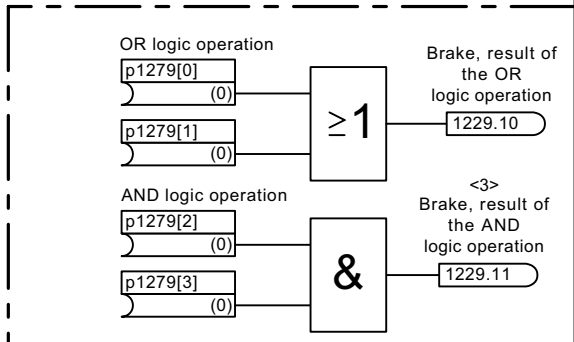 OR logic operation
p1279[0]
(0)
p1279[1]
(0)
≥1
Brake, result of
the OR
logic operation
1229.10
AND logic operation
p1279[2]
(0)
p1279[3]
(0)
&
<3>
Brake, result of
the AND
logic operation
1229.11